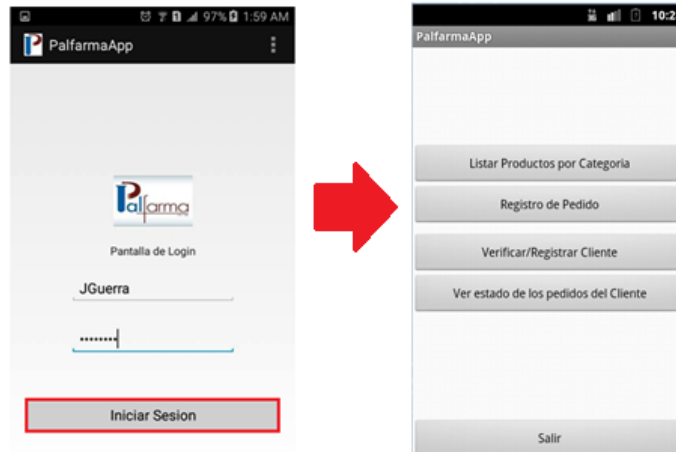 97% 1:59 AM
PalfarmaApp
Palfarma
Pantalla de Login
JGuerra
........
Iniciar Sesion
10:2
PalfarmaApp
Listar Productos por Categoria
Registro de Pedido
Verificar/Registrar Cliente
Ver estado de los pedidos del Cliente
Salir